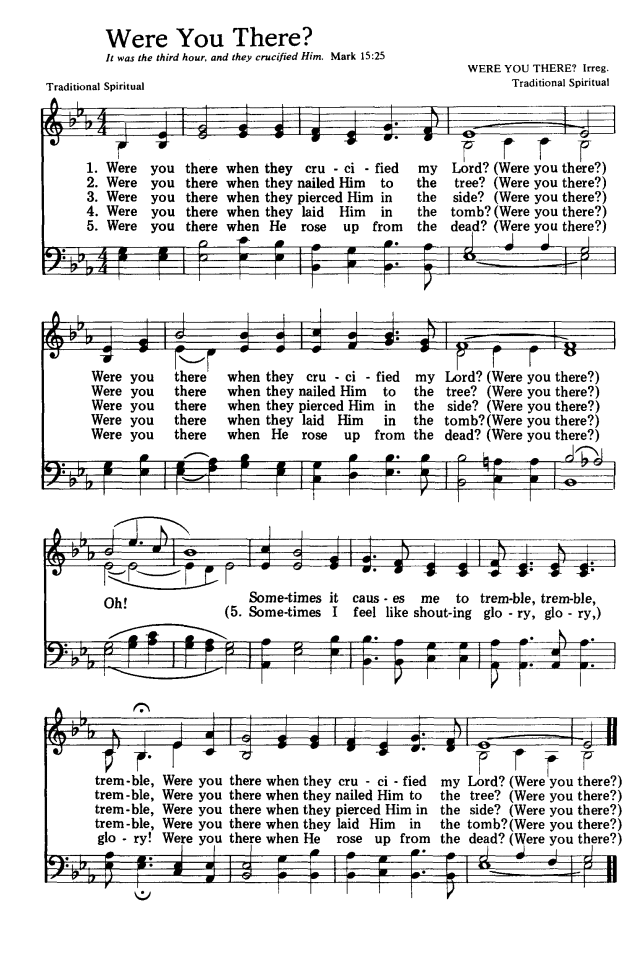 Were You There?
It was the third hour, and they crucified Him. Mark 15:25
WERE YOU THERE? Irreg.
Traditional Spiritual
Traditional Spiritual
1. Were you there when they cru - ci - fied my Lord? (Were you there?)
2. Were you there when they nailed Him to the tree? (Were you there?)
3. Were you there when they pierced Him in the side? (Were you there?)
4. Were you there when they laid Him in the tomb? (Were you there?)
5. Were you there when He rose up from the dead? (Were you there?)
Were you there when they cru - ci - fied my Lord? (Were you there?)
Were you there when they nailed Him to the tree? (Were you there?)
Were you there when they pierced Him in the side? (Were you there?)
Were you there when they laid Him in the tomb? (Were you there?)
Were you there when He rose up from the dead? (Were you there?)
Oh! Some-times it caus - es me to trem-ble, trem-ble,
(5. Some-times I feel like shout-ing glo - ry, glo - ry,)
trem-ble, Were you there when they cru - ci - fied my Lord? (Were you there?)
trem-ble, Were you there when they nailed Him to the tree? (Were you there?)
trem-ble, Were you there when they pierced Him in the side? (Were you there?)
trem-ble, Were you there when they laid Him in the tomb? (Were you there?)
glo - ry! Were you there when He rose up from the dead? (Were you there?)